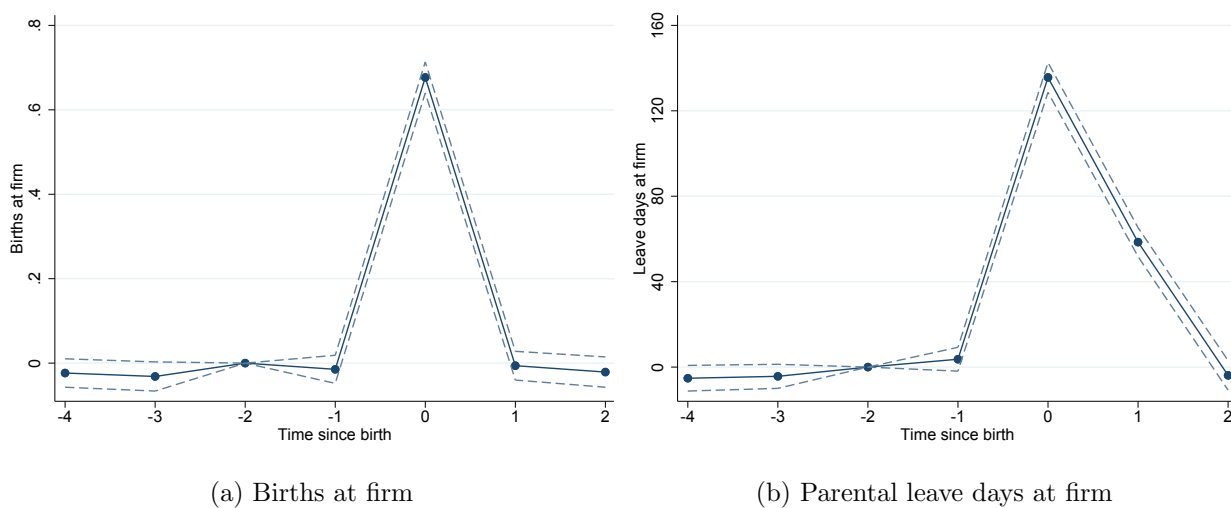 Births at firm
.8
.6
.4
.2
0
-4 -3 -2 -1 0 1 2
Time since birth
(a) Births at firm
Leave days at firm
160
120
80
40
0
-4 -3 -2 -1 0 1 2
Time since birth
(b) Parental leave days at firm